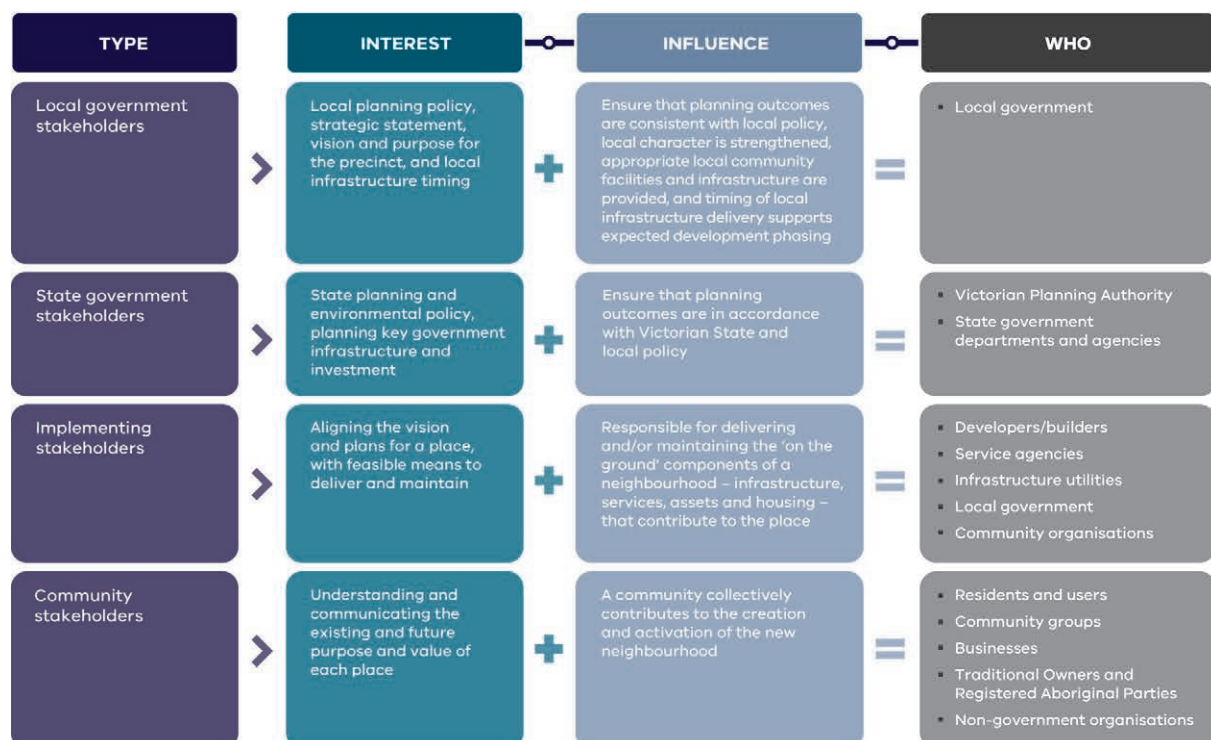 TYPE
INTEREST
INFLUENCE
WHO
Local government
stakeholders
Local planning policy,
strategic statement,
vision and purpose for
the precinct, and local
infrastructure timing
Ensure that planning outcomes
are consistent with local policy,
local character is strengthened,
appropriate local community
facilities and infrastructure are
provided, and timing of local
infrastructure delivery supports
expected development phasing
▪ Local government
State government
stakeholders
State planning and
environmental policy,
planning key government
infrastructure and
investment
Ensure that planning
outcomes are in accordance
with Victorian State and
local policy
▪ Victorian Planning Authority
▪ State government
departments and agencies
Implementing
stakeholders
Aligning the vision
and plans for a place,
with feasible means to
deliver and maintain
Responsible for delivering
and/or maintaining the ‘on the
ground’ components of a
neighbourhood – infrastructure,
services, assets and housing –
that contribute to the place
▪ Developers/builders
▪ Service agencies
▪ Infrastructure utilities
▪ Local government
▪ Community organisations
Community
stakeholders
Understanding and
communicating the
existing and future
purpose and value of
each place
A community collectively
contributes to the creation
and activation of the new
neighbourhood
▪ Residents and users
▪ Community groups
▪ Businesses
▪ Traditional Owners and
Registered Aboriginal Parties
▪ Non-government organisations